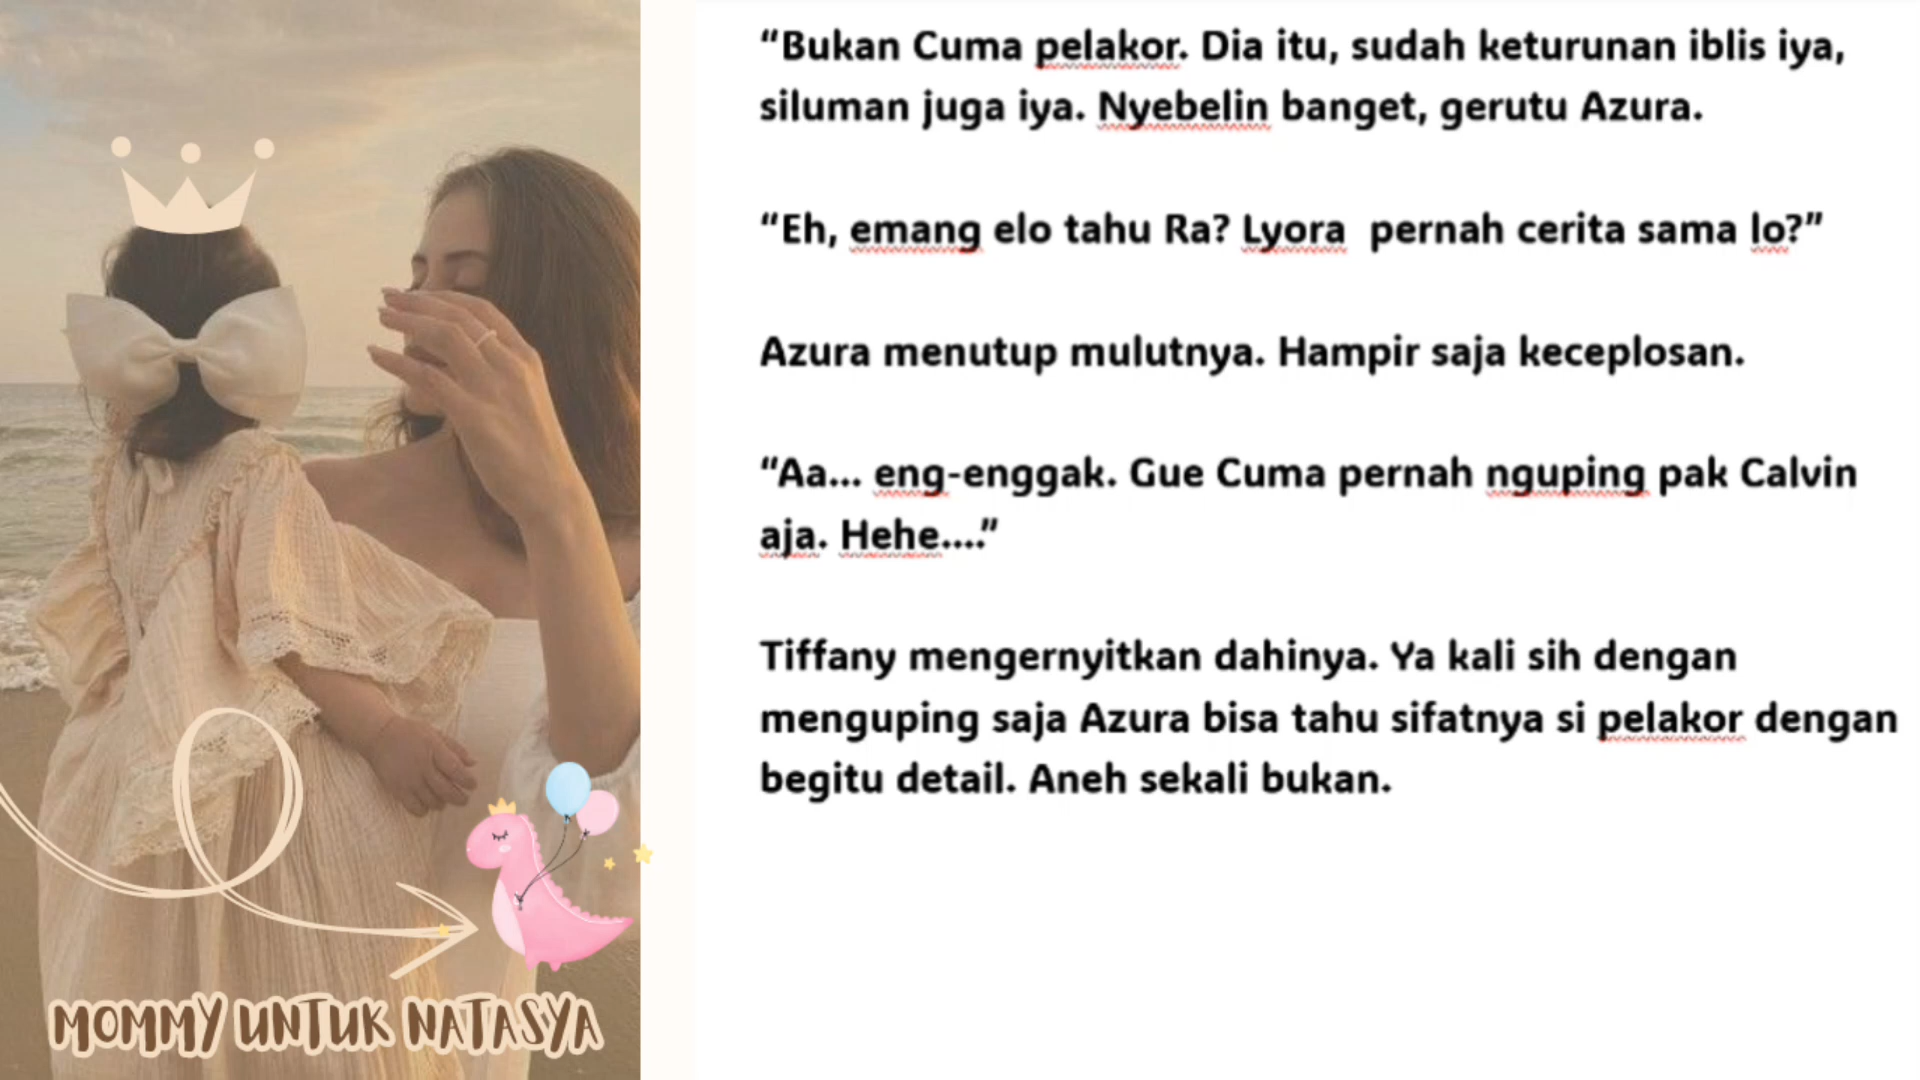 “Bukan Cuma pelakor. Dia itu, sudah keturunan iblis iya,
siluman juga iya. Nyebelin banget, gerutu Azura.
“Eh, emang elo tahu Ra? Lyora  pernah cerita sama lo?”
Azura menutup mulutnya. Hampir saja keceplosan.
“Aa... eng-enggak. Gue Cuma pernah nguping pak Calvin
aja. Hehe....”
Tiffany mengernyitkan dahinya. Ya kali sih dengan
menguping saja Azura bisa tahu sifatnya si pelakor dengan
begitu detail. Aneh sekali bukan.
MOMMY UNTUK NATASYA